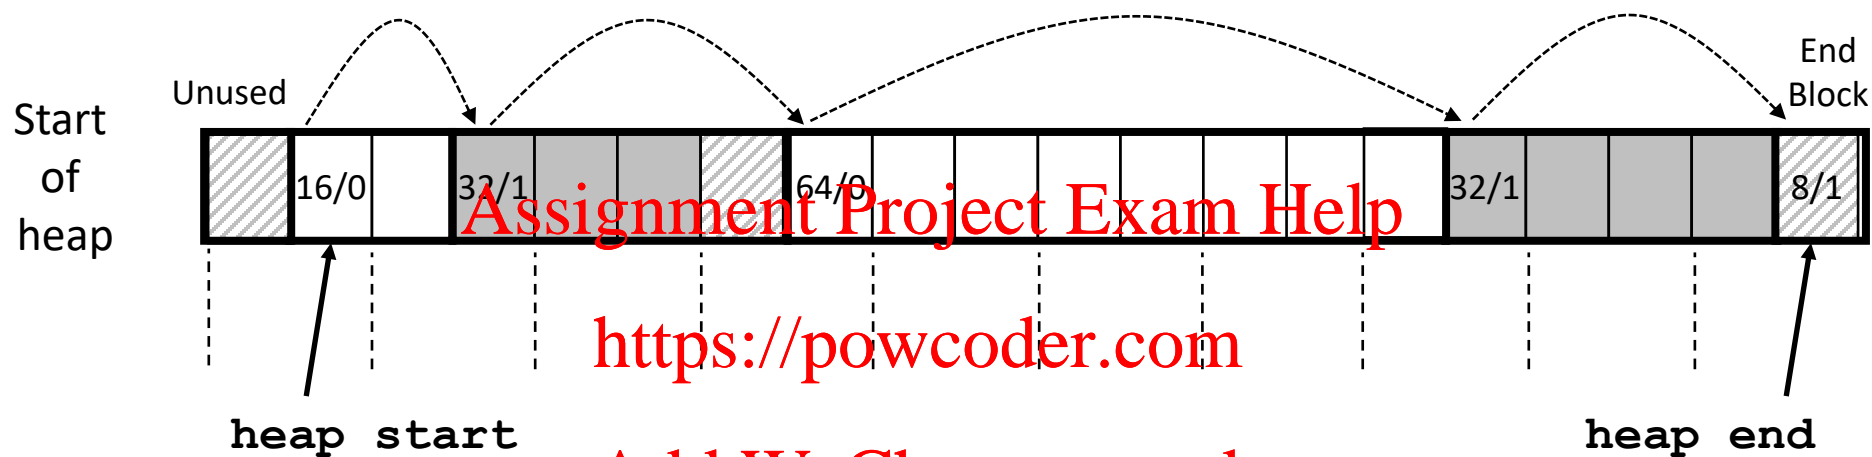 Start
of
heap
Unused
End
Block
16/0
32/1
64/0
32/1
8/1
Assignment Project Exam Help
https://powcoder.com
heap start
heap end